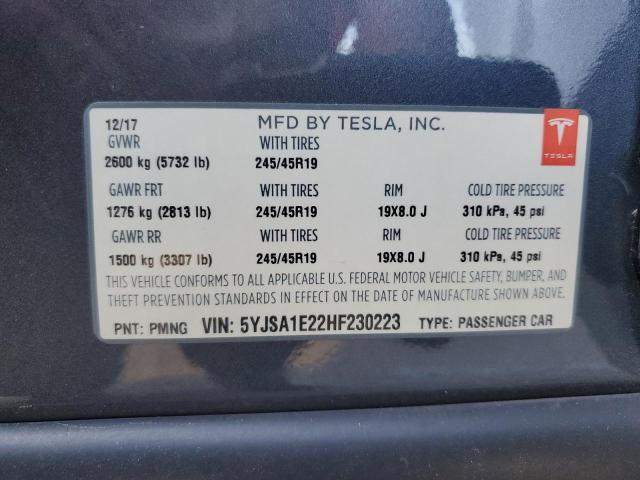 12/17 MFD BY TESLA, INC.
GVWR WITH TIRES
2600 kg (5732 lb) 245/45R19
TESLA
GAWR FRT WITH TIRES RIM COLD TIRE PRESSURE
1276 kg (2813 lb) 245/45R19 19X8.0 J 310 kPa, 45 psi
GAWR RR WITH TIRES RIM COLD TIRE PRESSURE
1500 kg (3307 lb) 245/45R19 19X8.0 J 310 kPa, 45 psi
THIS VEHICLE CONFORMS TO ALL APPLICABLE U.S. FEDERAL MOTOR VEHICLE SAFETY, BUMPER, AND
THEFT PREVENTION STANDARDS IN EFFECT ON THE DATE OF MANUFACTURE SHOWN ABOVE.
PNT: PMNG VIN: 5YJSA1E22HF230223 TYPE: PASSENGER CAR